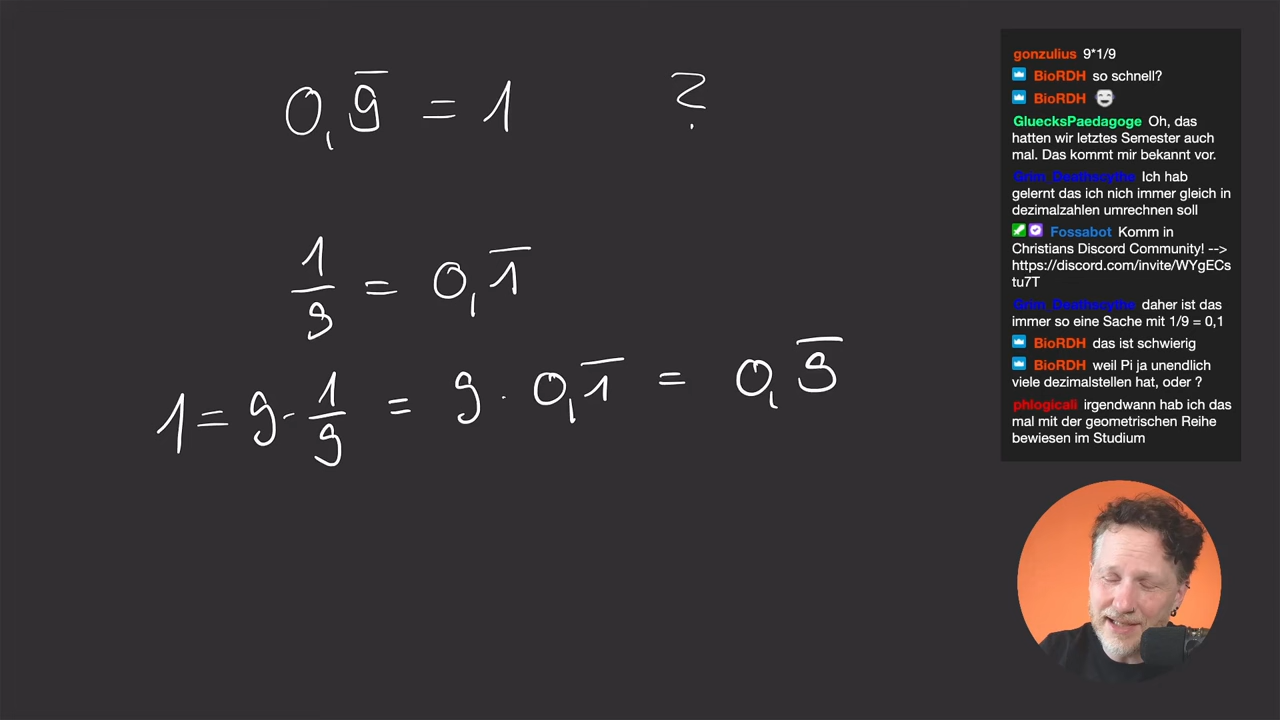 0,9̅ = 1 ?
1/9 = 0,1̅
1 = 9 · 1/9 = 9 · 0,1̅ = 0,9̅
gonzulius 9*1/9
BioRDH so schnell?
BioRDH
GluecksPaedagoge Oh, das
hatten wir letztes Semester auch
mal. Das kommt mir bekannt vor.
Grim_Deathscythe Ich hab
gelernt das ich nich immer gleich in
dezimalzahlen umrechnen soll
Fossabot Komm in
Christians Discord Community! -->
https://discord.com/invite/WYgECs
tu7T
Grim_Deathscythe daher ist das
immer so eine Sache mit 1/9 = 0,1
BioRDH das ist schwierig
BioRDH weil Pi ja unendlich
viele dezimalstellen hat, oder ?
phlogicali irgendwann hab ich das
mal mit der geometrischen Reihe
bewiesen im Studium